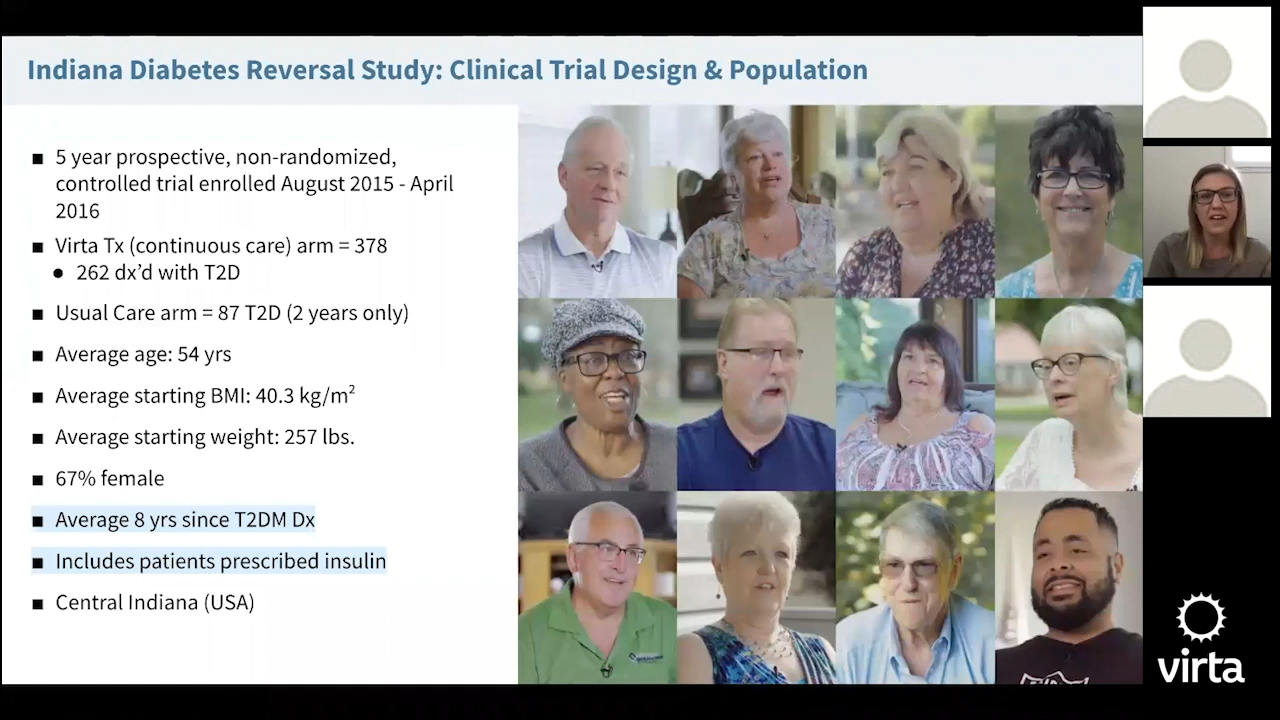 Indiana Diabetes Reversal Study: Clinical Trial Design & Population
■ 5 year prospective, non-randomized,
controlled trial enrolled August 2015 - April
2016
■ Virta Tx (continuous care) arm = 378
● 262 dx'd with T2D
■ Usual Care arm = 87 T2D (2 years only)
■ Average age: 54 yrs
■ Average starting BMI: 40.3 kg/m²
■ Average starting weight: 257 lbs.
■ 67% female
■ Average 8 yrs since T2DM Dx
■ Includes patients prescribed insulin
■ Central Indiana (USA)
virta